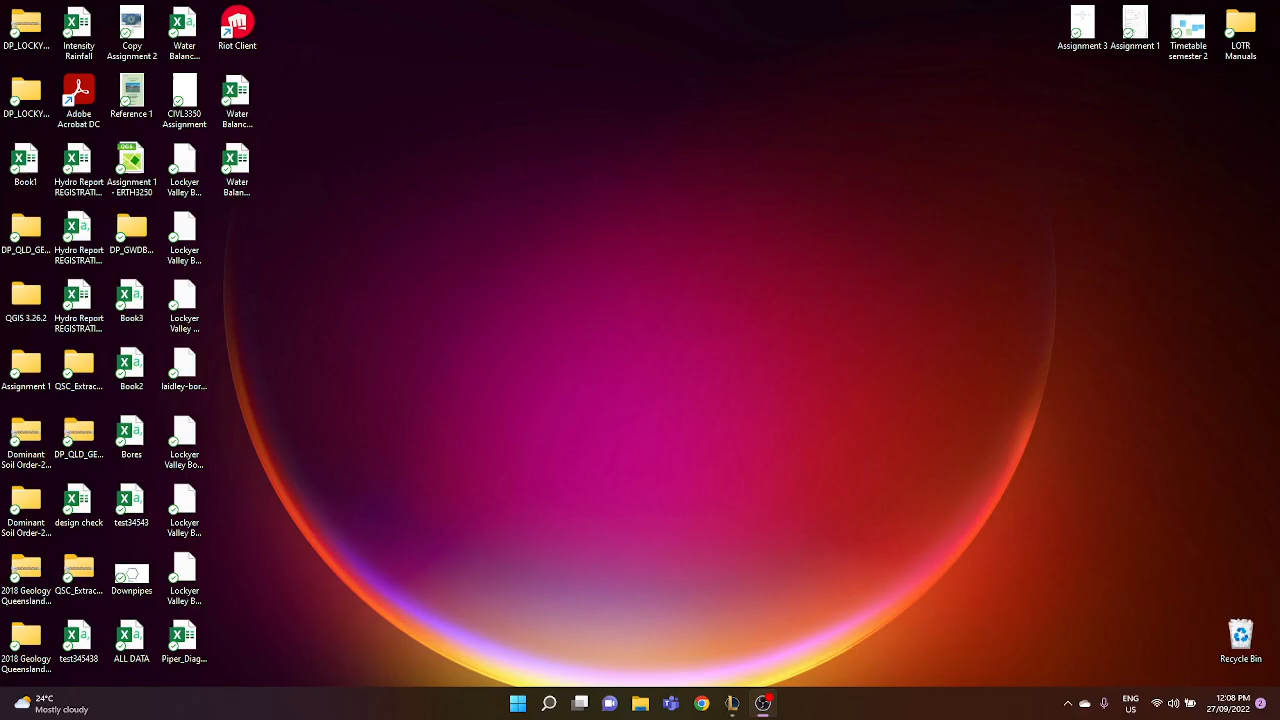 DP_LOCKY...
Intensity
Rainfall
Copy
Assignment 2
Water
Balanc...
Riot Client
Assignment 3
Assignment 1
Timetable
semester 2
LOTR
Manuals
DP_LOCKY...
Adobe
Acrobat DC
Reference 1
CIVL3350
Assignment
Water
Balanc...
Book1
Hydro Report
REGISTRATI...
Assignment 1
- ERTH3250
Lockyer
Valley B...
Water
Balan...
DP_QLD_GE...
Hydro Report
REGISTRATI...
DP_GWDB...
Lockyer
Valley B...
QGIS 3.26.2
Hydro Report
REGISTRATI...
Book3
Lockyer
Valley ...
Assignment 1
QSC_Extrac...
Book2
laidley-bor...
Dominant
Soil Order-2...
DP_QLD_GE...
Bores
Lockyer
Valley Bo...
Dominant
Soil Order-2...
design check
test34543
Lockyer
Valley B...
2018 Geology
Queensland...
QSC_Extrac...
Downpipes
Lockyer
Valley B...
2018 Geology
Queensland...
test345438
ALL DATA
Piper_Diag...
Recycle Bin
24°C
Mostly cloudy
ENG
US
12:08 PM
27/09/2022
2